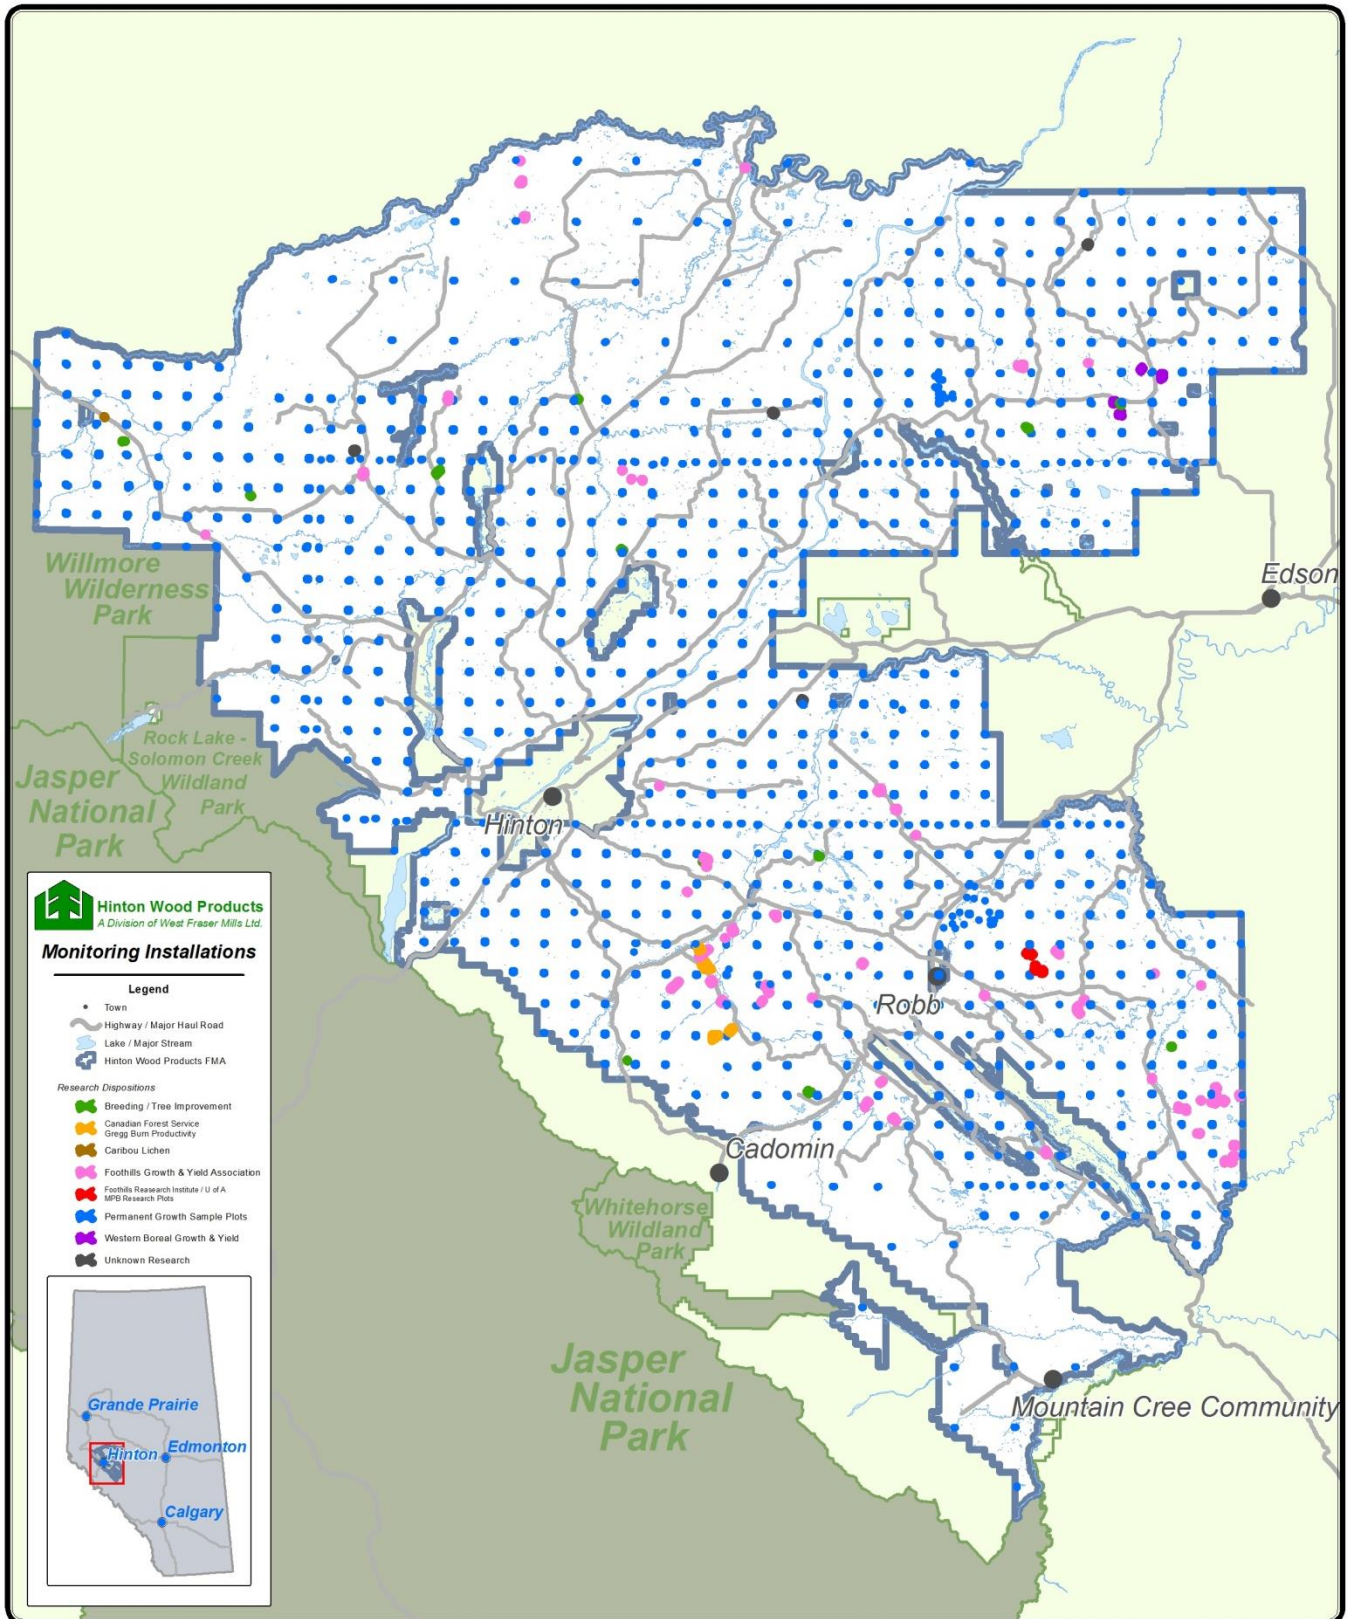 Edson
Willmore
Wilderness
Park
Rock Lake -
Solomon Creek
Wildland
Park
Jasper
National
Park
Hinton
Robb
Cadomin
Whitehorse
Wildland
Park
Jasper
National
Park
Mountain Cree Community
Hinton Wood Products
A Division of West Fraser Mills Ltd.
Monitoring Installations
Legend
Town
Highway / Major Haul Road
Lake / Major Stream
Hinton Wood Products FMA
Research Dispositions
Breeding / Tree Improvement
Canadian Forest Service
Gregg Burn Productivity
Caribou Lichen
Foothills Growth & Yield Association
Foothills Reasearch Institute / U of A
MPB Research Plots
Permanent Growth Sample Plots
Western Boreal Growth & Yield
Unknown Research
Grande Prairie
Hinton
Edmonton
Calgary